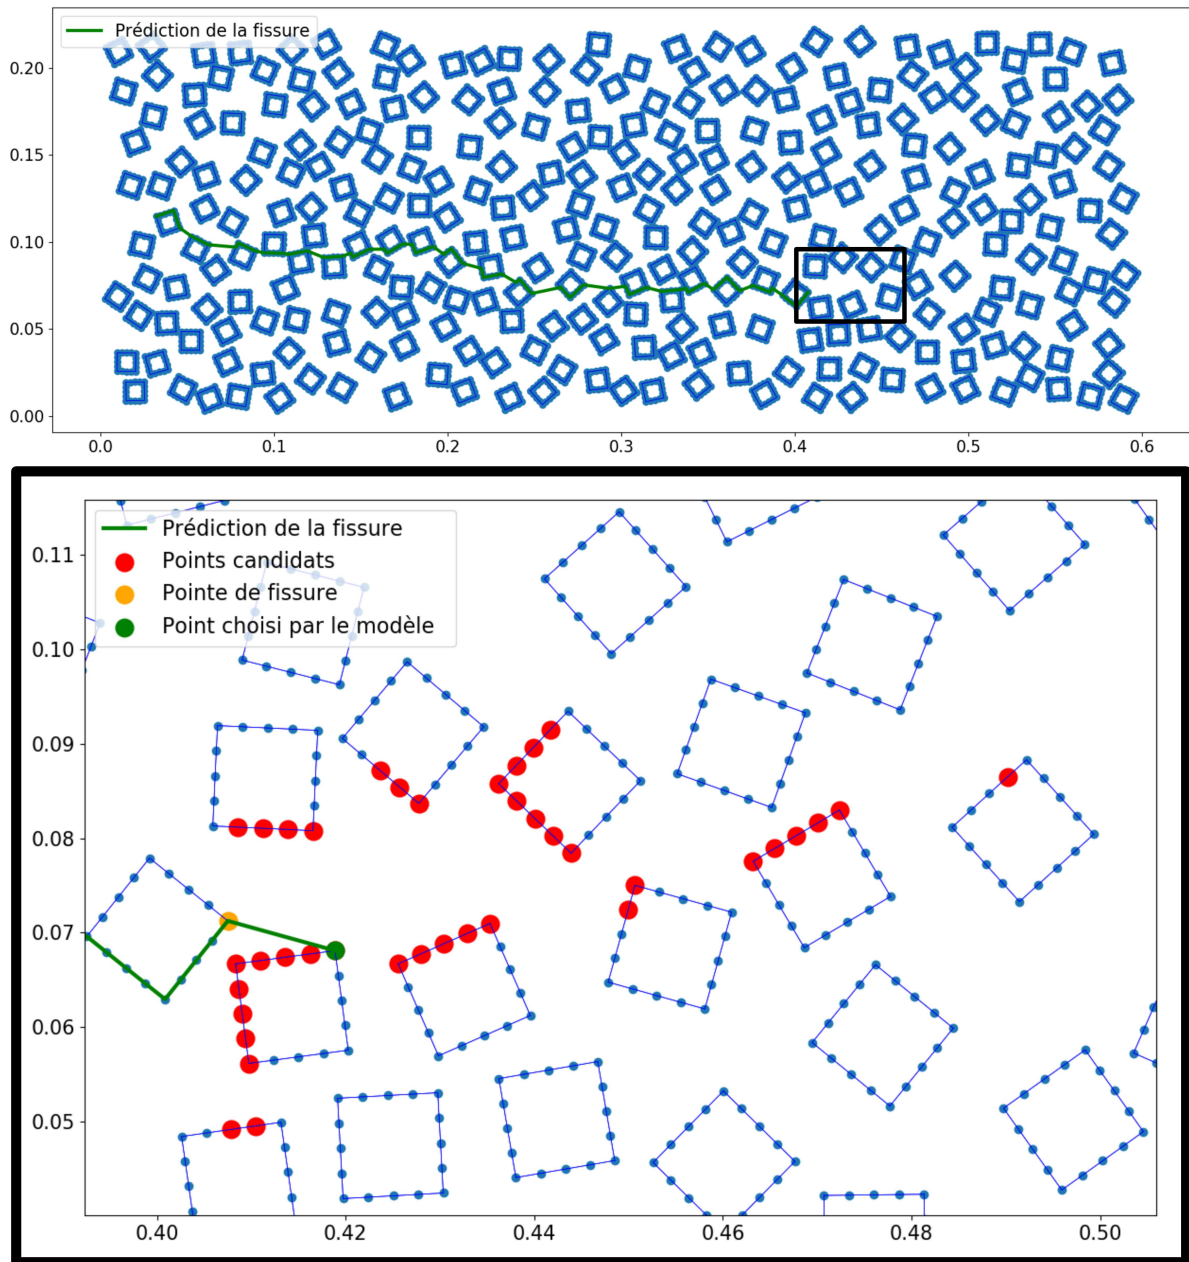 Prédiction de la fissure
0.20
0.15
0.10
0.05
0.00
0.0 0.1 0.2 0.3 0.4 0.5 0.6
Prédiction de la fissure
Points candidats
Pointe de fissure
Point choisi par le modèle
0.11
0.10
0.09
0.08
0.07
0.06
0.05
0.40 0.42 0.44 0.46 0.48 0.50